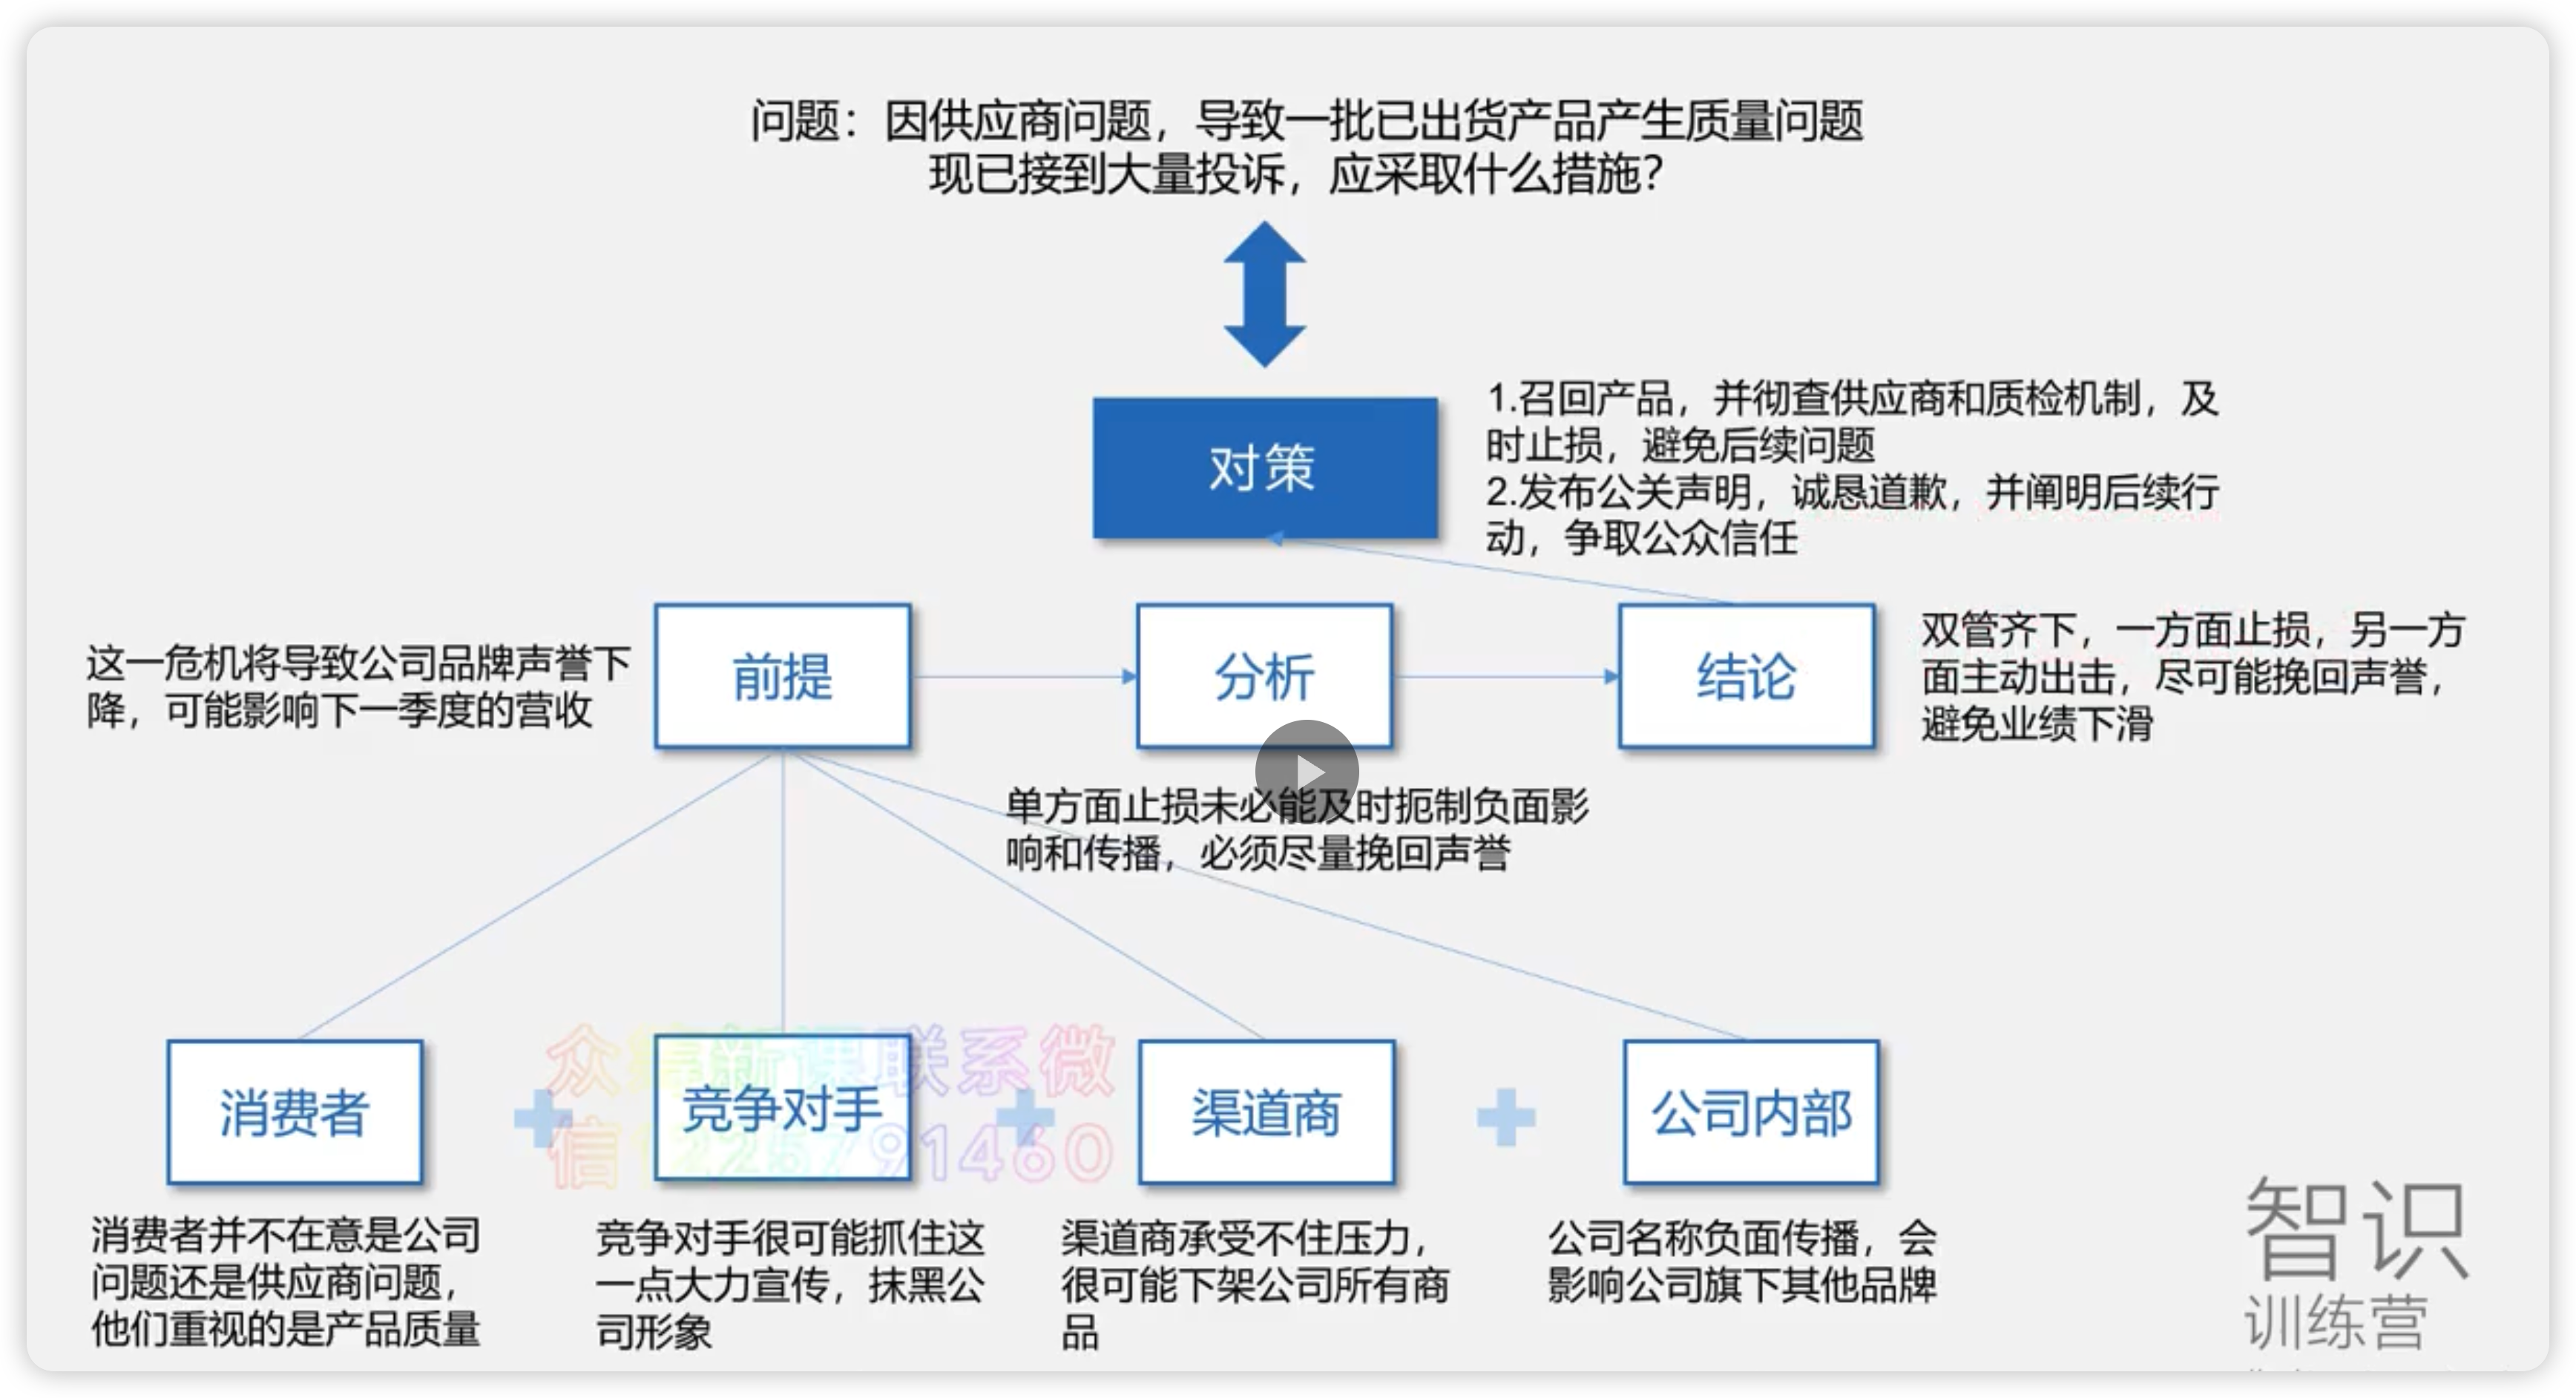 问题：因供应商问题，导致一批已出货产品产生质量问题
现已接到大量投诉，应采取什么措施？
对策
1.召回产品，并彻查供应商和质检机制，及
时止损，避免后续问题
2.发布公关声明，诚恳道歉，并阐明后续行
动，争取公众信任
这一危机将导致公司品牌声誉下
降，可能影响下一季度的营收
前提
分析
结论
双管齐下，一方面止损，另一方
面主动出击，尽可能挽回声誉，
避免业绩下滑
单方面止损未必能及时扼制负面影
响和传播，必须尽量挽回声誉
众筹新课联系微
信1225791460
消费者
竞争对手
渠道商
公司内部
消费者并不在意是公司
问题还是供应商问题，
他们重视的是产品质量
竞争对手很可能抓住这
一点大力宣传，抹黑公
司形象
渠道商承受不住压力，
很可能下架公司所有商
品
公司名称负面传播，会
影响公司旗下其他品牌
智识
训练营